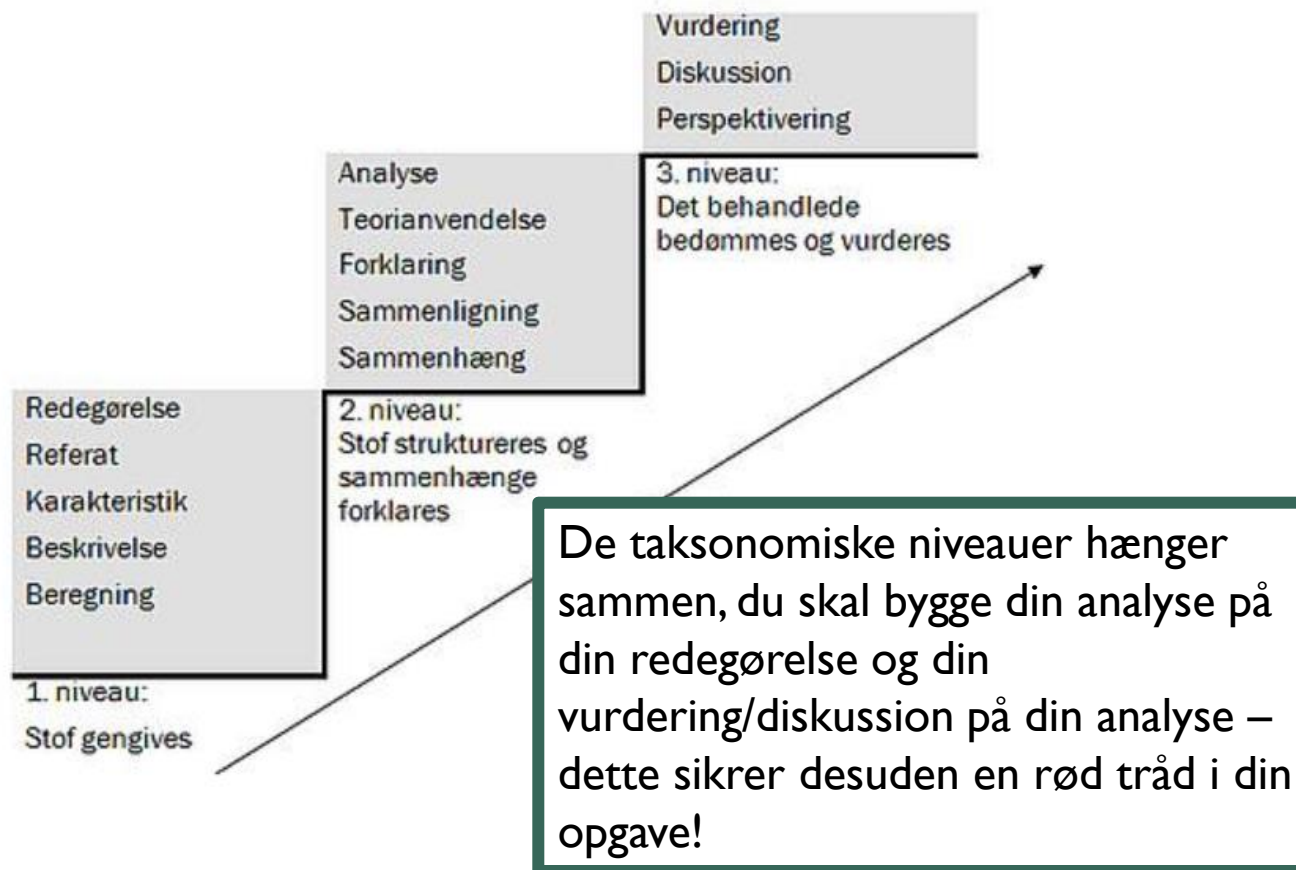 Vurdering
Diskussion
Perspektivering
3. niveau:
Det behandlede
bedømmes og vurderes
Analyse
Teorianvendelse
Forklaring
Sammenligning
Sammenhæng
2. niveau:
Stof struktureres og
sammenhænge
forklares
Redegørelse
Referat
Karakteristik
Beskrivelse
Beregning
1. niveau:
Stof gengives
De taksonomiske niveauer hænger
sammen, du skal bygge din analyse på
din redegørelse og din
vurdering/diskussion på din analyse –
dette sikrer desuden en rød tråd i din
opgave!